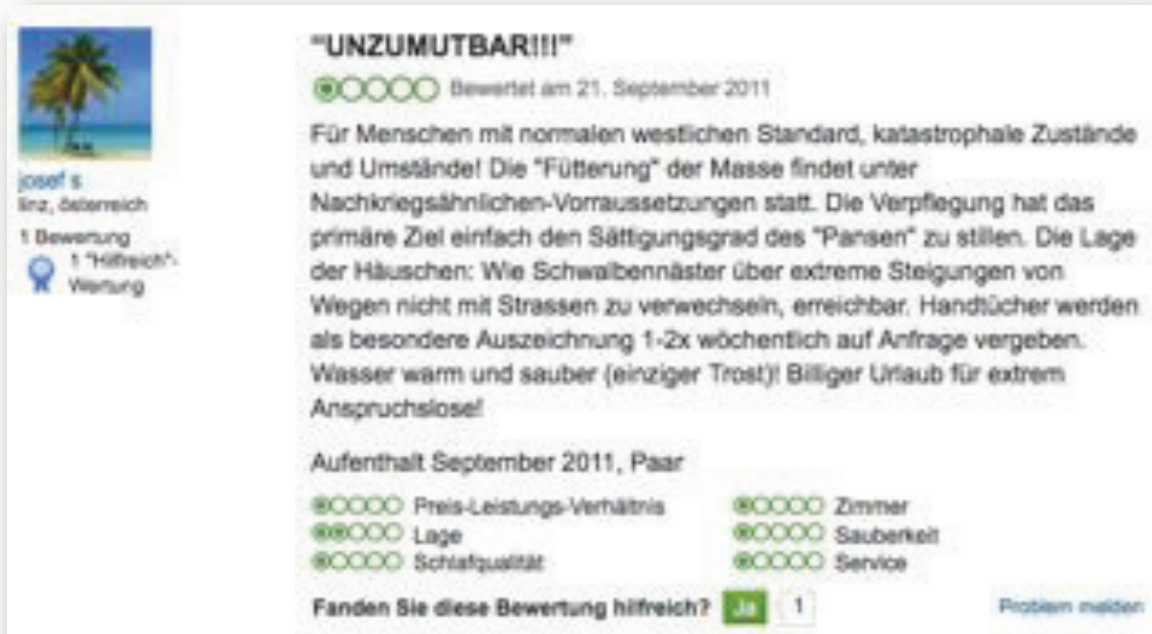 "UNZUMUTBAR!!!"
Bewertet am 21. September 2011
josef s
linz, österreich
1 Bewertung
1 "Hilfreich"-
Wertung
Für Menschen mit normalen westlichen Standard, katastrophale Zustände
und Umstände! Die "Fütterung" der Masse findet unter
Nachkriegsähnlichen-Vorraussetzungen statt. Die Verpflegung hat das
primäre Ziel einfach den Sättigungsgrad des "Pansen" zu stillen. Die Lage
der Häuschen: Wie Schwalbennäster über extreme Steigungen von
Wegen nicht mit Strassen zu verwechseln, erreichbar. Handtücher werden
als besondere Auszeichnung 1-2x wöchentlich auf Anfrage vergeben.
Wasser warm und sauber (einziger Trost)! Billiger Urlaub für extrem
Anspruchslose!
Aufenthalt September 2011, Paar
Preis-Leistungs-Verhältnis
Zimmer
Lage
Sauberkeit
Schlafqualität
Service
Fanden Sie diese Bewertung hilfreich? Ja 1
Problem melden